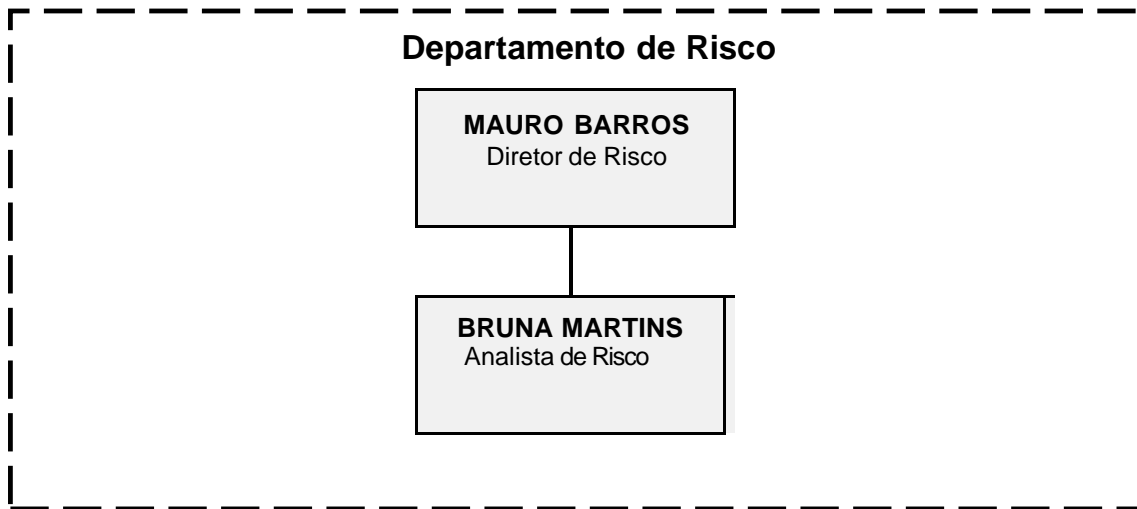 Departamento de Risco
MAURO BARROS
Diretor de Risco
BRUNA MARTINS
Analista de Risco